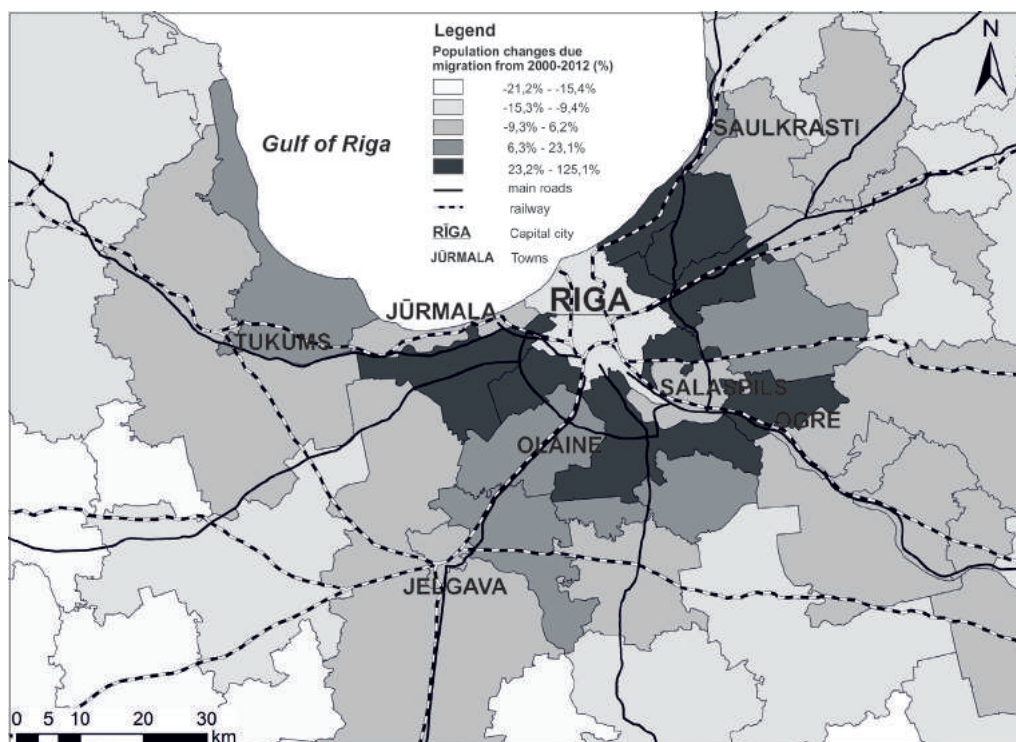 Legend
Population changes due
migration from 2000-2012 (%)
-21,2% - -15,4%
-15,3% - -9,4%
-9,3% - 6,2%
6,3% - 23,1%
23,2% - 125,1%
main roads
railway
RĪGA Capital city
JŪRMALA Towns
N
Gulf of Riga
SAULKRASTI
RIGA
JŪRMALA
TUKUMS
SALASPILS
OGRE
OLAINE
JELGAVA
0 5 10 20 30
km